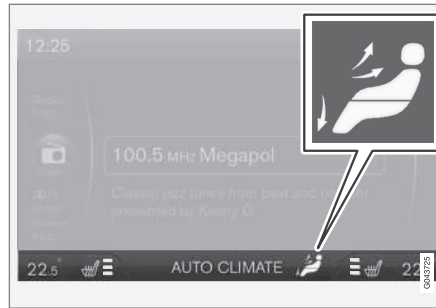 12:25
100.5 MHz Megapol
Classic jazz tunes from past and present
presented by Kenny G
22.5
AUTO CLIMATE
22
G043725